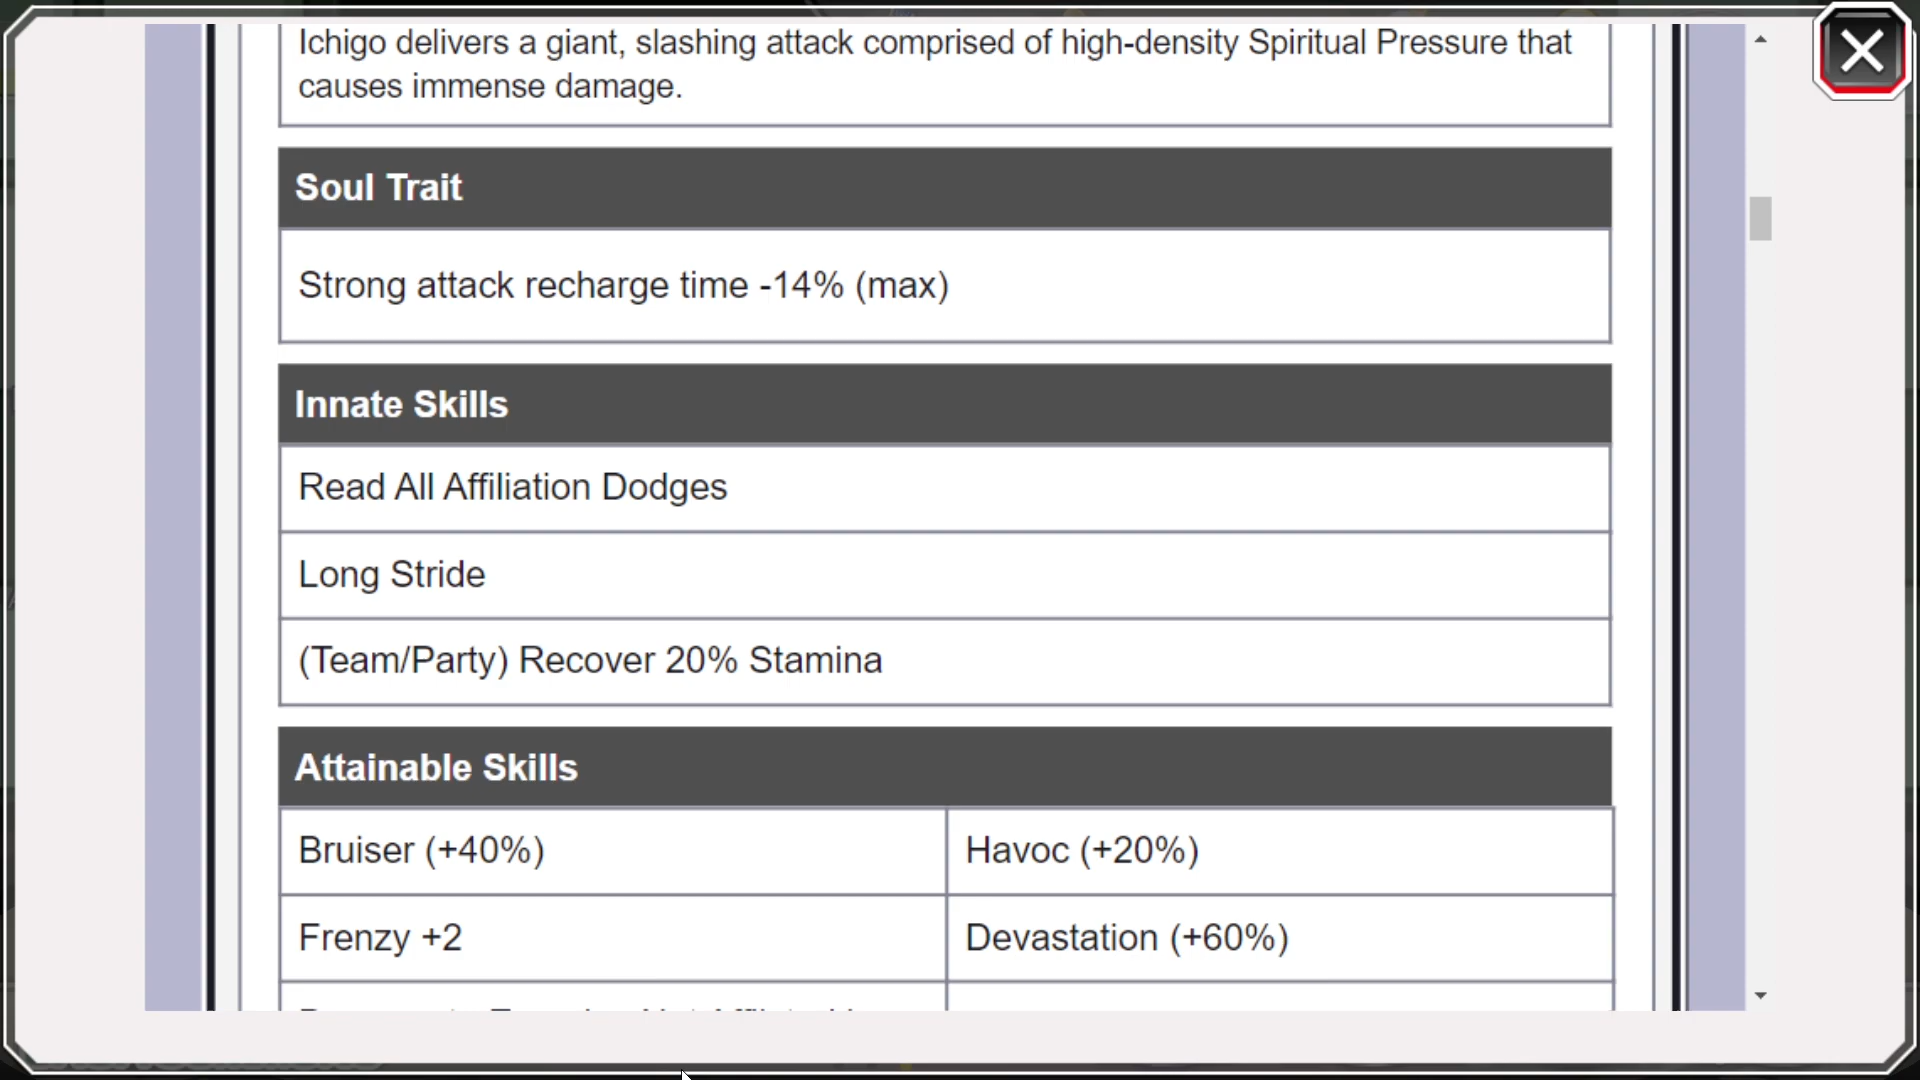 Ichigo delivers a giant, slashing attack comprised of high-density Spiritual Pressure that
causes immense damage.
Soul Trait
Strong attack recharge time -14% (max)
Innate Skills
Read All Affiliation Dodges
Long Stride
(Team/Party) Recover 20% Stamina
Attainable Skills
Bruiser (+40%)
Havoc (+20%)
Frenzy +2
Devastation (+60%)